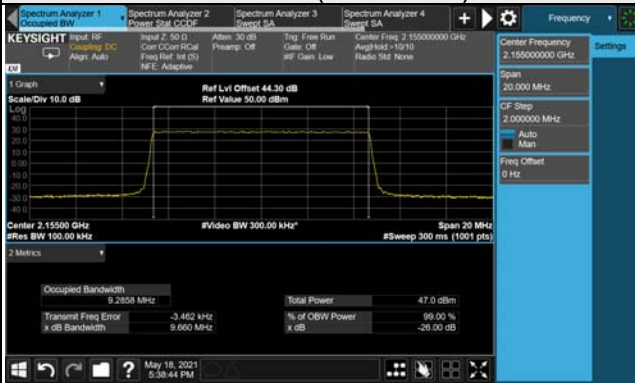 Spectrum Analyzer 1
Occupied BW
Spectrum Analyzer 2
Power Stat CCDF
Spectrum Analyzer 3
Swept SA
Spectrum Analyzer 4
Swept SA
Frequency
KEYSIGHT
Input: RF
Coupling: DC
Align: Auto
Input Z: 50 Ω
Corr CCorr RCal
Freq Ref: Int (S)
NFE: Adaptive
Atten: 30 dB
Preamp: Off
Trig: Free Run
Gate: Off
#IF Gain: Low
Center Freq: 2.155000000 GHz
Avg|Hold:>10/10
Radio Std: None
Center Frequency
2.155000000 GHz
Settings
Span
20.000 MHz
CF Step
2.000000 MHz
Auto
Man
Freq Offset
0 Hz
LXI
1 Graph
Scale/Div 10.0 dB
Ref Lvl Offset 44.30 dB
Ref Value 50.00 dBm
Log
40.0
30.0
20.0
10.0
0.00
-10.0
-20.0
-30.0
-40.0
Center 2.15500 GHz
#Res BW 100.00 kHz
#Video BW 300.00 kHz*
Span 20 MHz
#Sweep 300 ms (1001 pts)
2 Metrics
Occupied Bandwidth
9.2858 MHz
Total Power
47.0 dBm
Transmit Freq Error
-3.462 kHz
% of OBW Power
99.00 %
x dB Bandwidth
9.660 MHz
x dB
-26.00 dB
?
May 18, 2021
5:38:44 PM